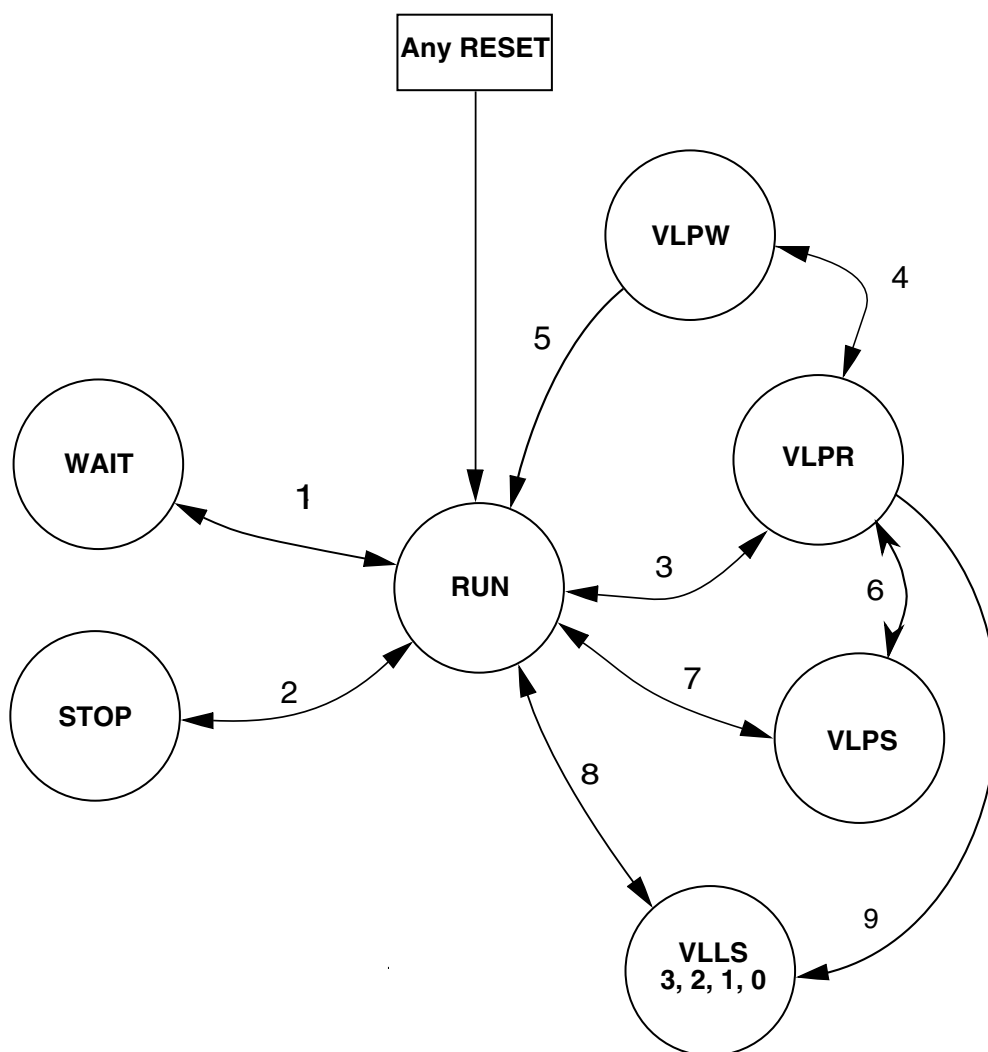 Any RESET
VLPW
4
5
VLPR
WAIT
1
3
RUN
6
7
2
STOP
VLPS
8
9
VLLS
3, 2, 1, 0